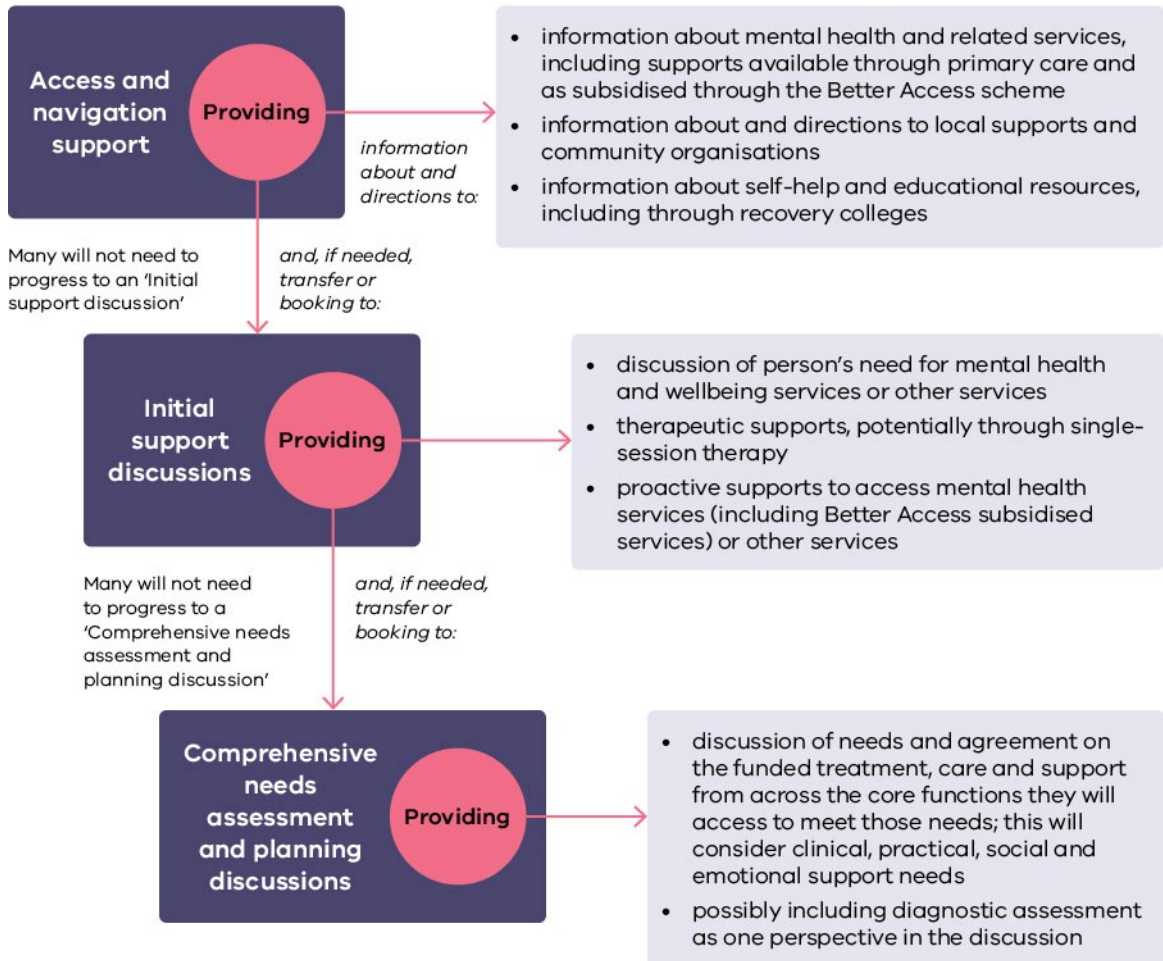 Access and
navigation
support
Providing
information
about and
directions to:
• information about mental health and related services,
including supports available through primary care and
as subsidised through the Better Access scheme
• information about and directions to local supports and
community organisations
• information about self-help and educational resources,
including through recovery colleges
Many will not need to
progress to an ‘Initial
support discussion’
and, if needed,
transfer or
booking to:
Initial
support
discussions
Providing
• discussion of person’s need for mental health
and wellbeing services or other services
• therapeutic supports, potentially through single-
session therapy
• proactive supports to access mental health
services (including Better Access subsidised
services) or other services
Many will not need
to progress to a
‘Comprehensive needs
assessment and
planning discussion’
and, if needed,
transfer or
booking to:
Comprehensive
needs
assessment
and planning
discussions
Providing
• discussion of needs and agreement on
the funded treatment, care and support
from across the core functions they will
access to meet those needs; this will
consider clinical, practical, social and
emotional support needs
• possibly including diagnostic assessment
as one perspective in the discussion